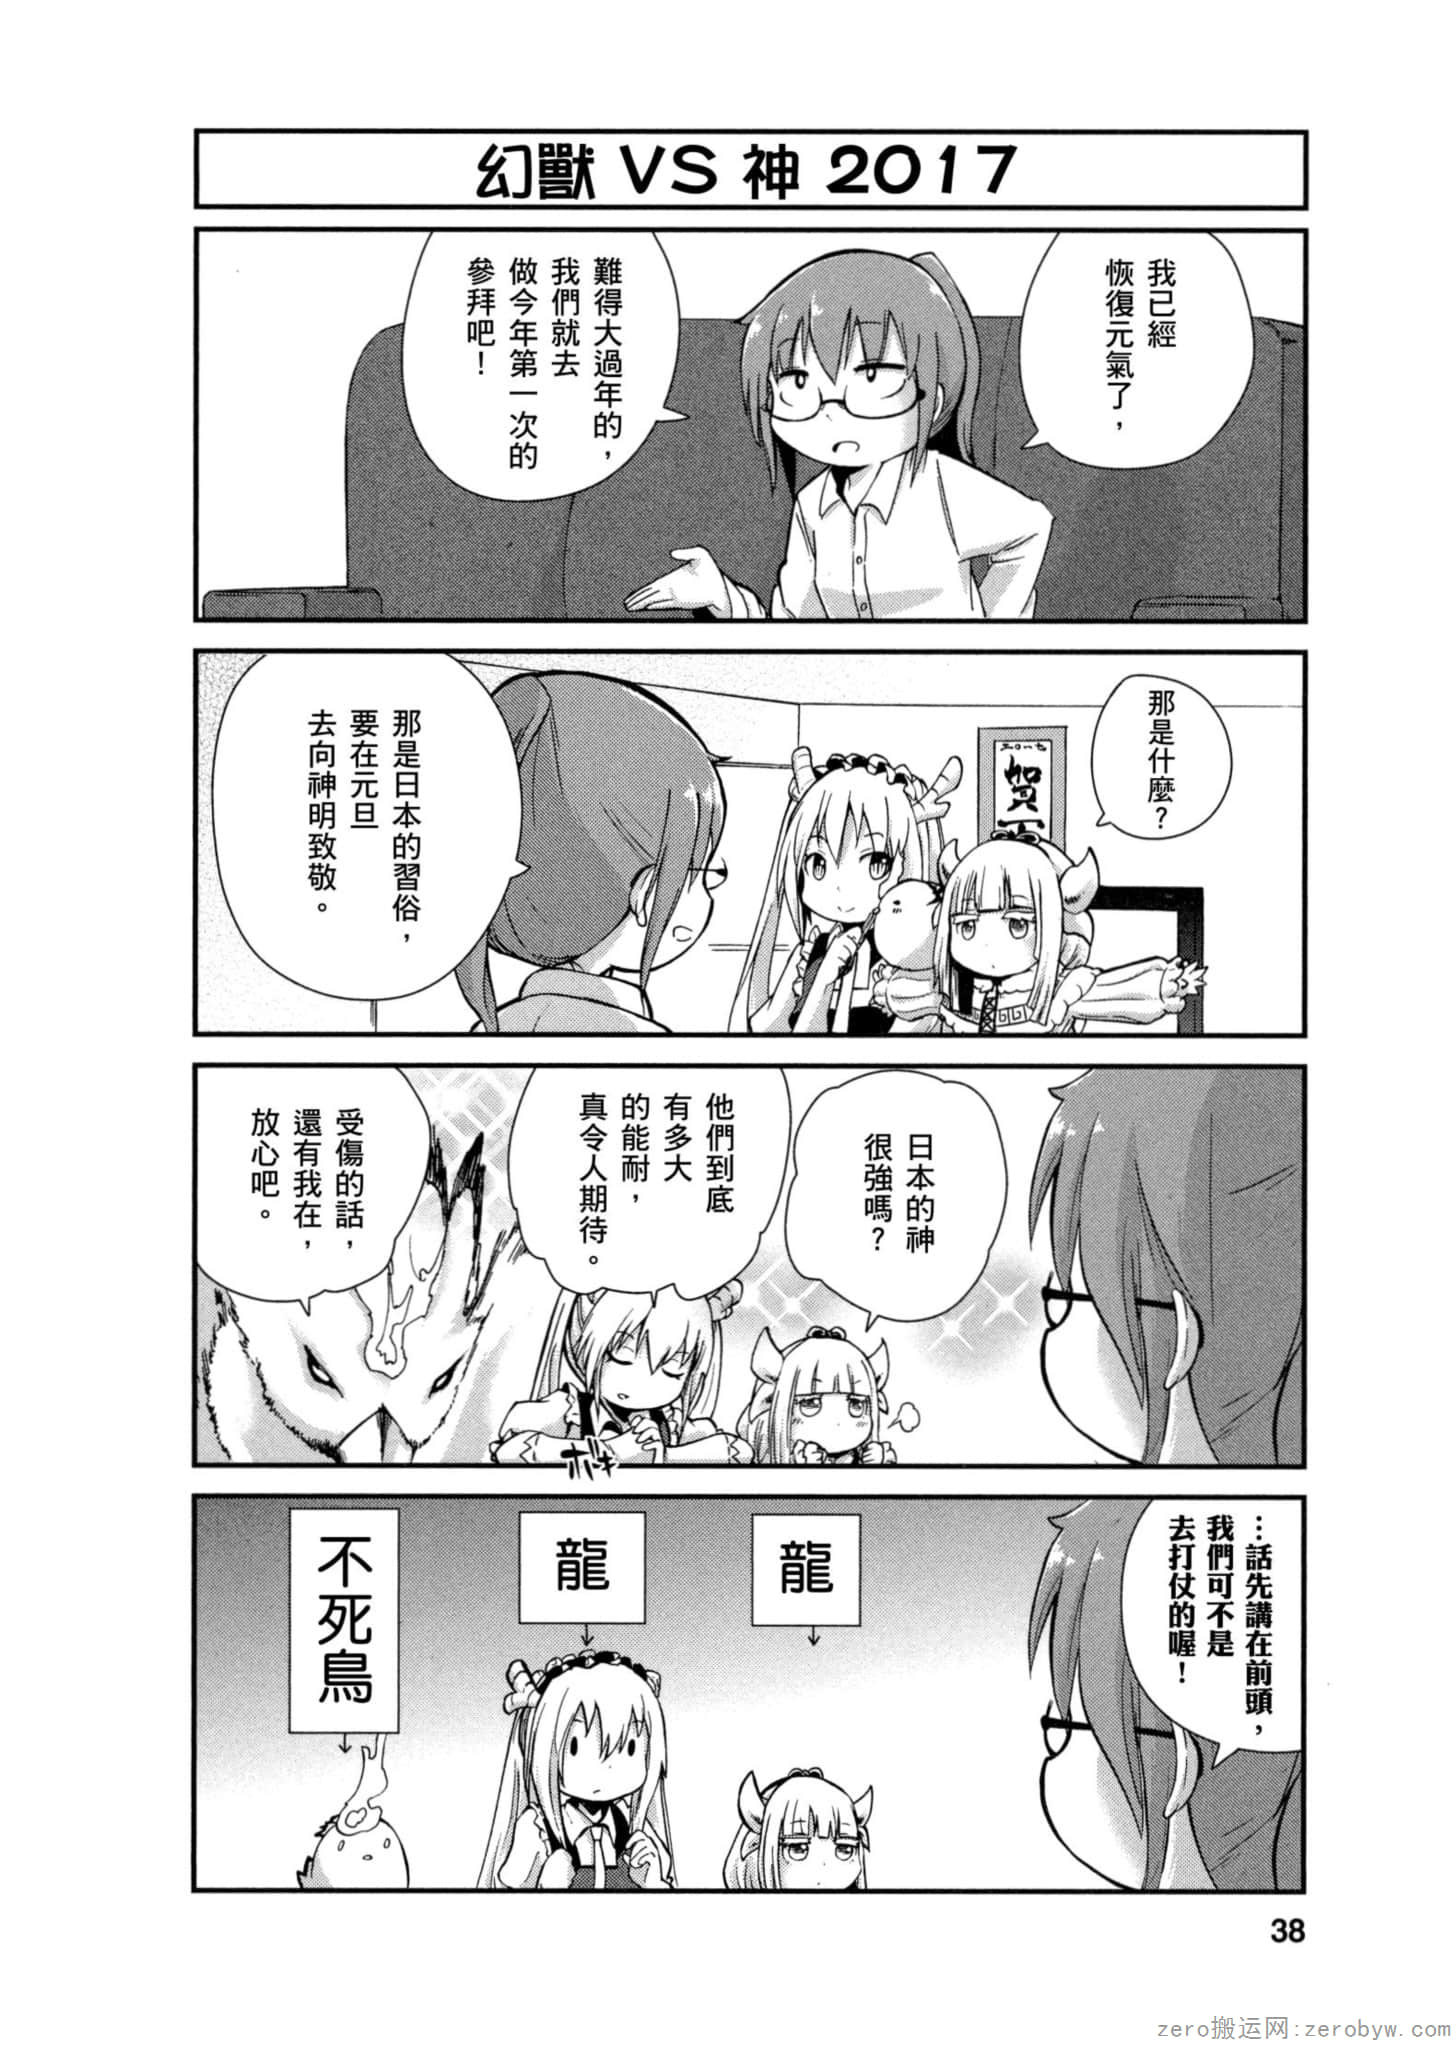 幻獸 VS 神 2017
我已經
恢復元氣了，
難得大過年的，
我們就去
做今年第一次的
參拜吧！
那是什麼？
2017
賀正
那是日本的習俗，
要在元旦
去向神明致敬。
日本的神
很強嗎？
他們到底
有多大
的能耐，
真令人期待。
ボキ
受傷的話，
還有我在，
放心吧。
…話先講在前頭，
我們可不是
去打仗的喔！
龍
龍
不死鳥
38
zero搬运网:zerobyw.com